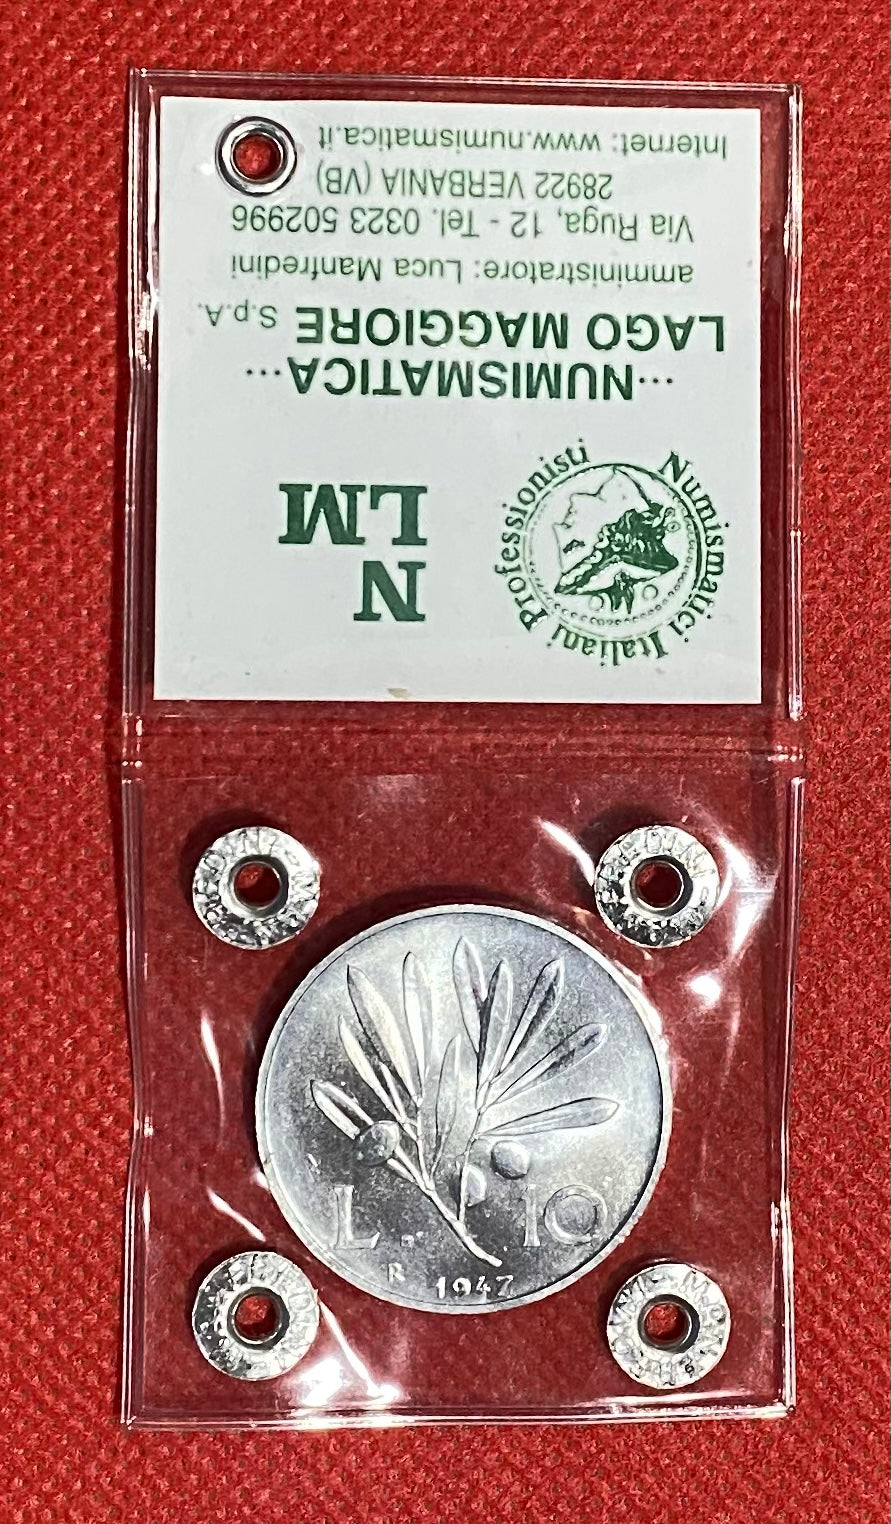 Numismatici Italiani Professionisti
N
LM
...NUMISMATICA...
LAGO MAGGIORE S.p.A.
amministratore: Luca Manfredini
Via Ruga, 12 - Tel. 0323 502996
28922 VERBANIA (VB)
Internet: www.numismatica.it
L. 10
R 1947